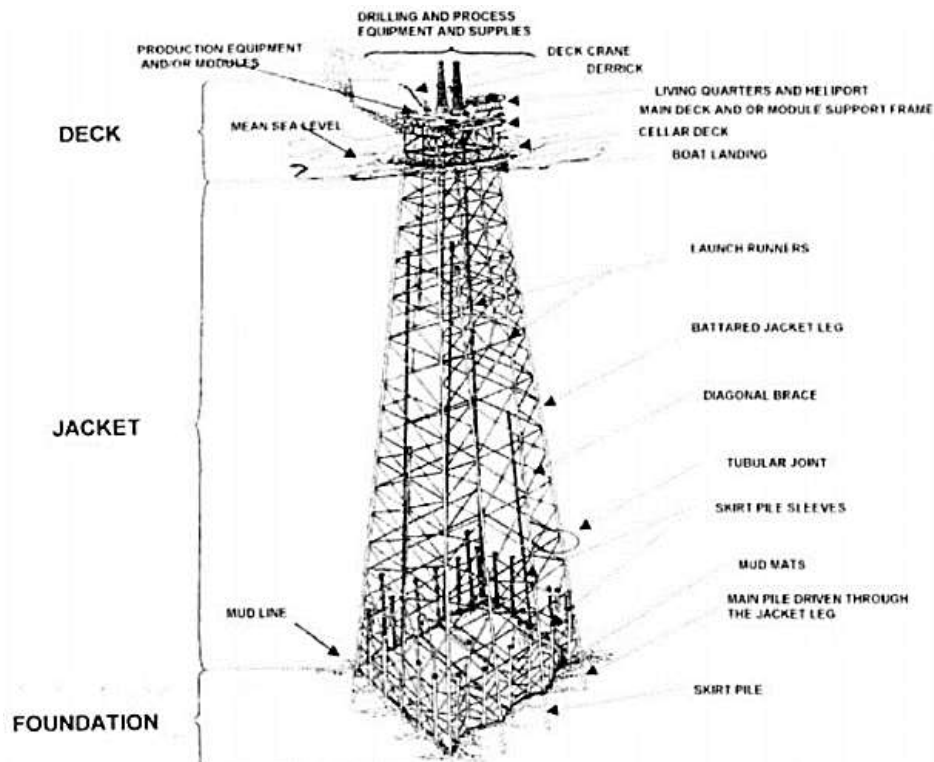 DRILLING AND PROCESS
EQUIPMENT AND SUPPLIES
PRODUCTION EQUIPMENT
AND/OR MODULES
DECK CRANE
DERRICK
LIVING QUARTERS AND HELIPORT
MAIN DECK AND OR MODULE SUPPORT FRAME
DECK
MEAN SEA LEVEL
CELLAR DECK
BOAT LANDING
LAUNCH RUNNERS
BATTARED JACKET LEG
DIAGONAL BRACE
JACKET
TUBULAR JOINT
SKIRT PILE SLEEVES
MUD MATS
MAIN PILE DRIVEN THROUGH
THE JACKET LEG
MUD LINE
SKIRT PILE
FOUNDATION